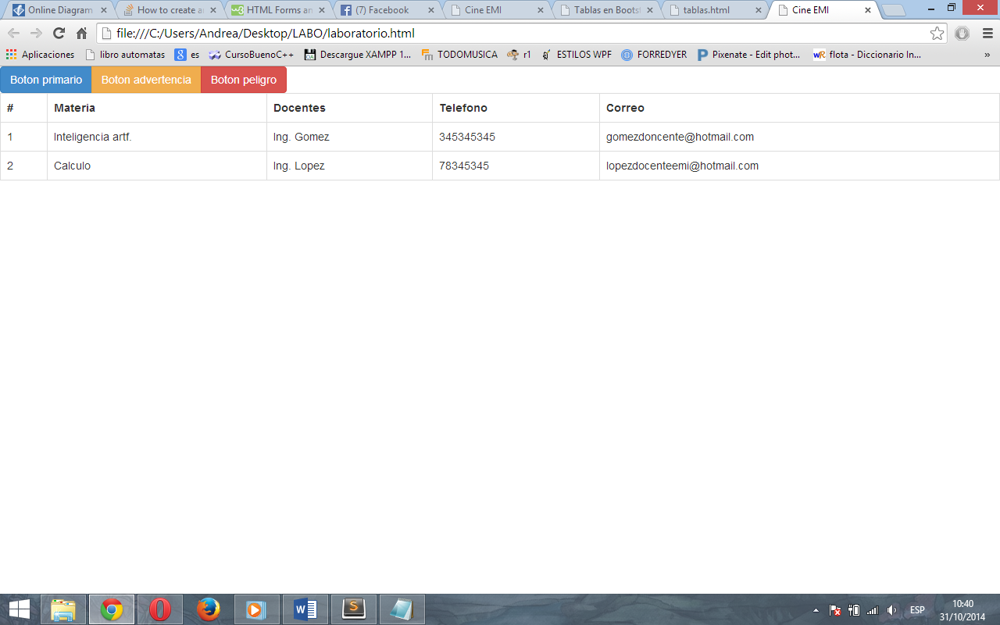 Online Diagram How to create a HTML Forms an (7) Facebook Cine EMI Tablas en Boots tablas.html Cine EMI
file:///C:/Users/Andrea/Desktop/LABO/laboratorio.html
Aplicaciones libro automatas es CursoBuenoC++ Descargue XAMPP 1... TODOMUSICA r1 ESTILOS WPF FORREDYER Pixenate - Edit phot... flota - Diccionario In... »
Boton primario Boton advertencia Boton peligro
# Materia Docentes Telefono Correo
1 Inteligencia artf. Ing. Gomez 345345345 gomezdoncente@hotmail.com
2 Calculo Ing. Lopez 78345345 lopezdocenteemi@hotmail.com
ESP 10:40
31/10/2014